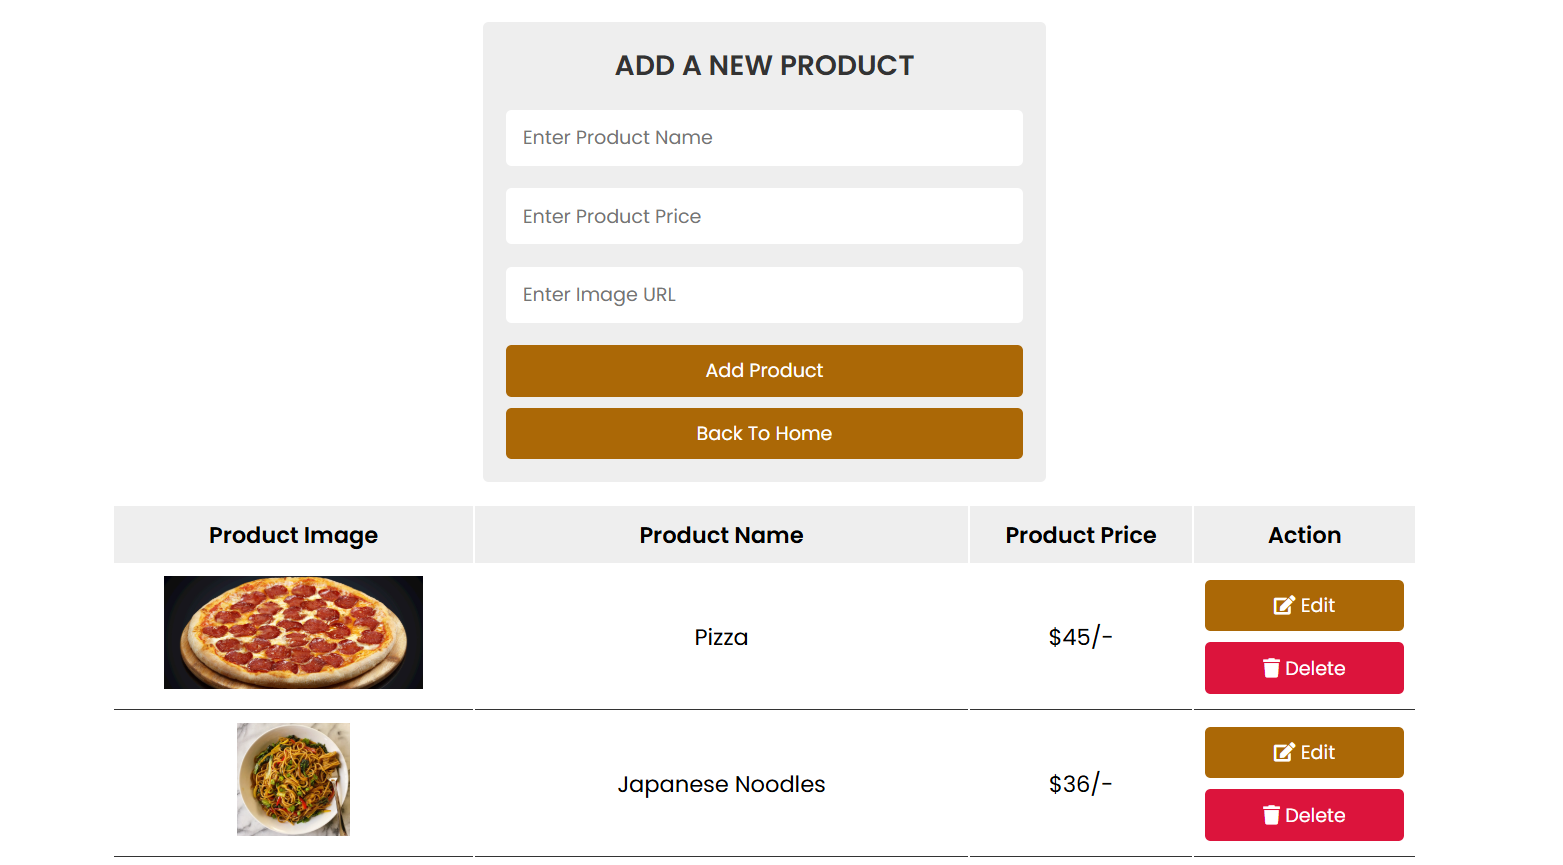 ADD A NEW PRODUCT
Enter Product Name
Enter Product Price
Enter Image URL
Add Product
Back To Home
Product Image Product Name Product Price Action
Pizza $45/- Edit
Delete
Japanese Noodles $36/- Edit
Delete